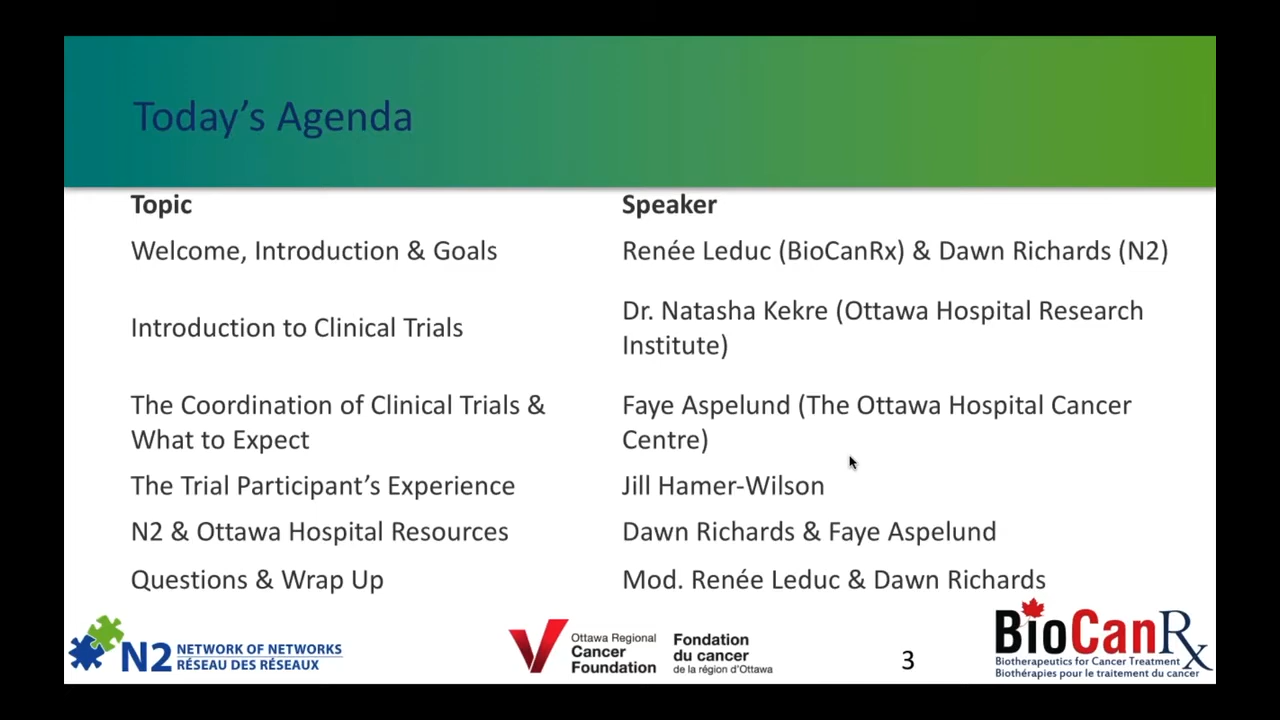 Today's Agenda
Topic Speaker
Welcome, Introduction & Goals Renée Leduc (BioCanRx) & Dawn Richards (N2)
Introduction to Clinical Trials Dr. Natasha Kekre (Ottawa Hospital Research
Institute)
The Coordination of Clinical Trials & Faye Aspelund (The Ottawa Hospital Cancer
What to Expect Centre)
The Trial Participant's Experience Jill Hamer-Wilson
N2 & Ottawa Hospital Resources Dawn Richards & Faye Aspelund
Questions & Wrap Up Mod. Renée Leduc & Dawn Richards
N2 NETWORK OF NETWORKS
RÉSEAU DES RÉSEAUX
Ottawa Regional
Cancer
Foundation
Fondation
du cancer
de la région d'Ottawa
3
BioCanRx
Biotherapeutics for Cancer Treatment
Biothérapies pour le traitement du cancer